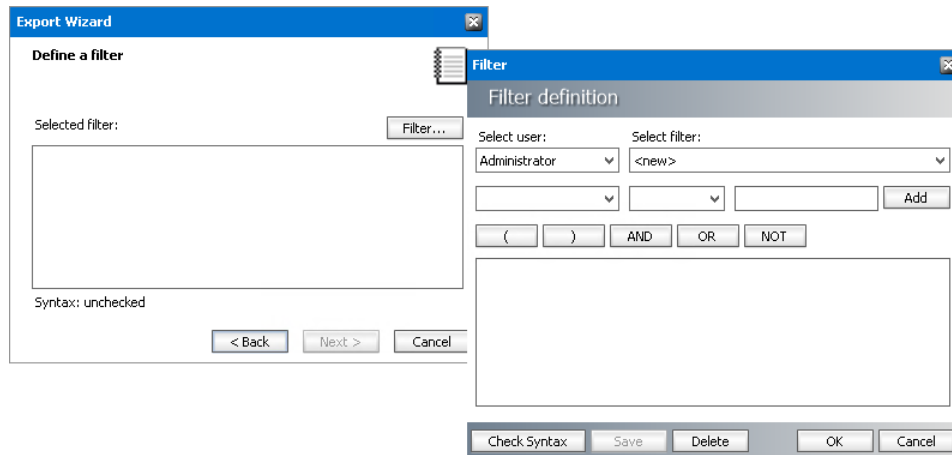 Export Wizard
Define a filter
Selected filter:
Filter...
Syntax: unchecked
< Back
Next >
Cancel
Filter
Filter definition
Select user:
Select filter:
Administrator
<new>
Add
(
)
AND
OR
NOT
Check Syntax
Save
Delete
OK
Cancel